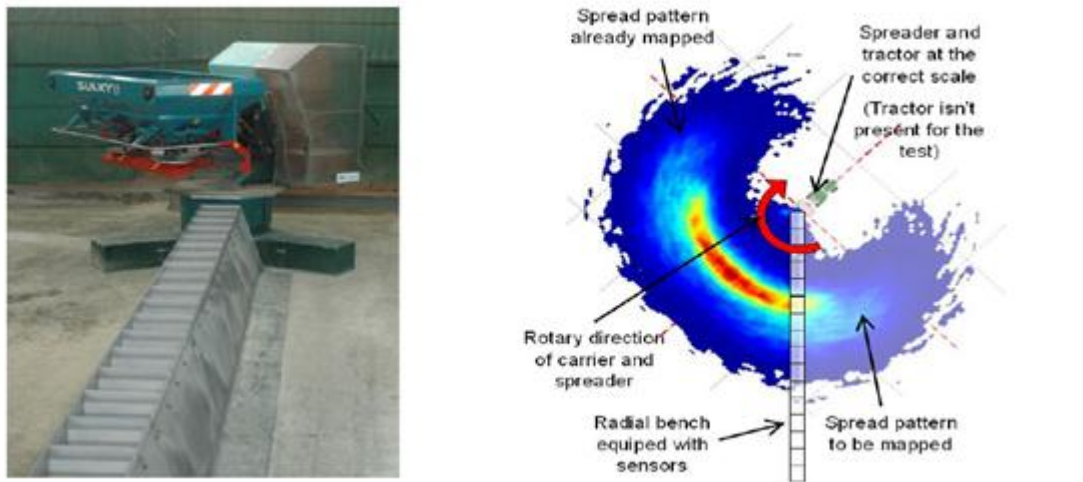 SULKY
Spread pattern
already mapped
Spreader and
tractor at the
correct scale
(Tractor isn't
present for the
test)
Rotary direction
of carrier and
spreader
Radial bench
equiped with
sensors
Spread pattern
to be mapped